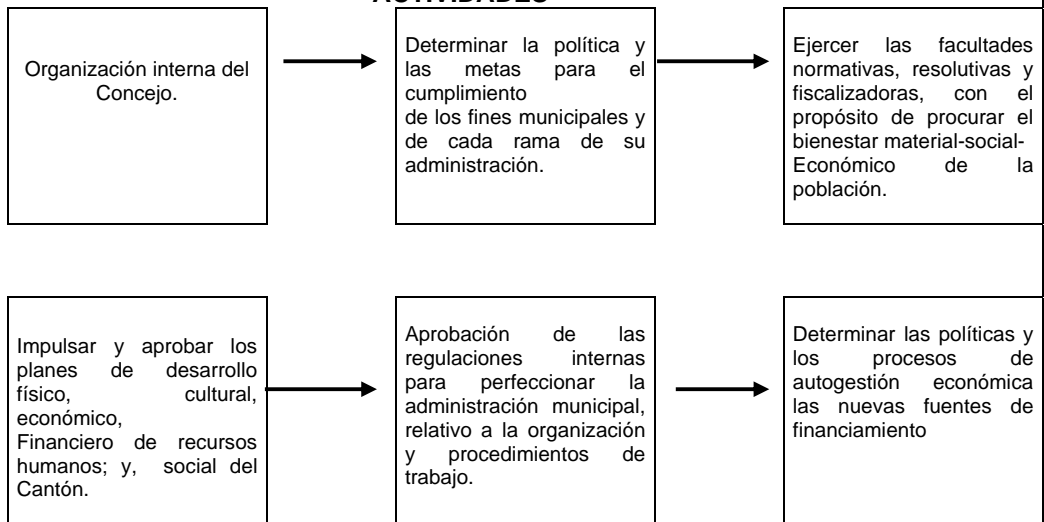 ACTIVIDADES
Organización interna del
Concejo.
Determinar la política y
las metas para el
cumplimiento
de los fines municipales y
de cada rama de su
administración.
Ejercer las facultades
normativas, resolutivas y
fiscalizadoras, con el
propósito de procurar el
bienestar material-social-
Económico de la
población.
Impulsar y aprobar los
planes de desarrollo
físico, cultural,
económico,
Financiero de recursos
humanos; y, social del
Cantón.
Aprobación de las
regulaciones internas
para perfeccionar la
administración municipal,
relativo a la organización
y procedimientos de
trabajo.
Determinar las políticas y
los procesos de
autogestión económica
las nuevas fuentes de
financiamiento